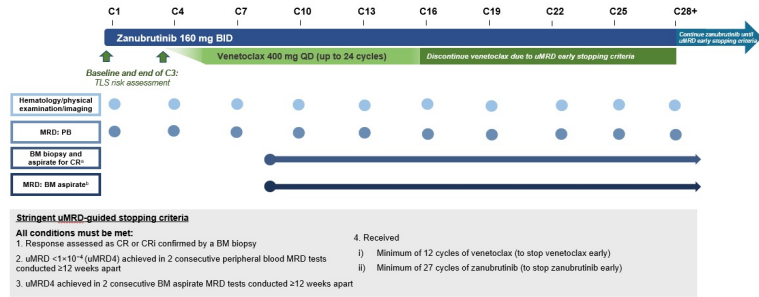 C1 C4 C7 C10 C13 C16 C19 C22 C25 C28+
Zanubrutinib 160 mg BID
Continue zanubrutinib until
uMRD early stopping criteria
Venetoclax 400 mg QD (up to 24 cycles)
Discontinue venetoclax due to uMRD early stopping criteria
Baseline and end of C3:
TLS risk assessment
Hematology/physical
examination/imaging
MRD: PB
BM biopsy and
aspirate for CRᵃ
MRD: BM aspirateᵇ
Stringent uMRD-guided stopping criteria
All conditions must be met:
1. Response assessed as CR or CRi confirmed by a BM biopsy
2. uMRD <1×10⁻⁴ (uMRD4) achieved in 2 consecutive peripheral blood MRD tests
conducted ≥12 weeks apart
3. uMRD4 achieved in 2 consecutive BM aspirate MRD tests conducted ≥12 weeks apart
4. Received
i) Minimum of 12 cycles of venetoclax (to stop venetoclax early)
ii) Minimum of 27 cycles of zanubrutinib (to stop zanubrutinib early)